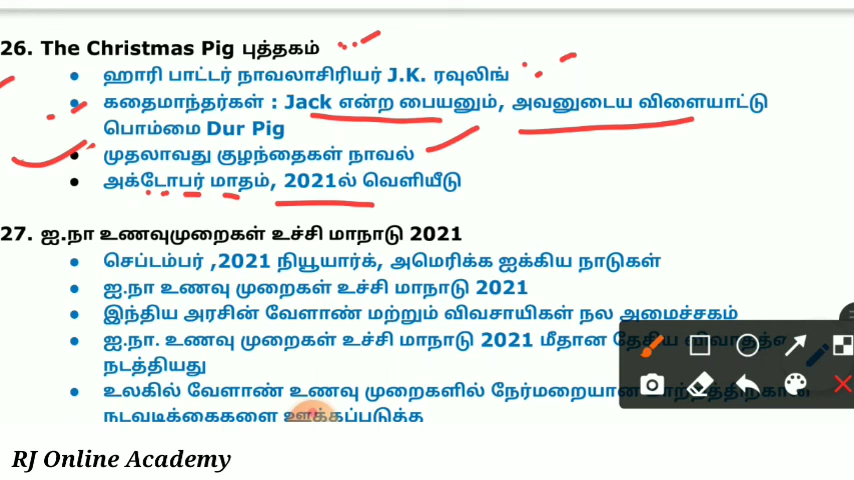 26. The Christmas Pig புத்தகம்
• ஹாரி பாட்டர் நாவலாசிரியர் J.K. ரவுலிங்
• கதைமாந்தர்கள் : Jack என்ற பையனும், அவனுடைய விளையாட்டு
பொம்மை Dur Pig
• முதலாவது குழந்தைகள் நாவல்
• அக்டோபர் மாதம், 2021ல் வெளியீடு
27. ஐ.நா உணவுமுறைகள் உச்சி மாநாடு 2021
• செப்டம்பர் ,2021 நியூயார்க், அமெரிக்க ஐக்கிய நாடுகள்
• ஐ.நா உணவு முறைகள் உச்சி மாநாடு 2021
• இந்திய அரசின் வேளாண் மற்றும் விவசாயிகள் நல அமைச்சகம்
• ஐ.நா. உணவு முறைகள் உச்சி மாநாடு 2021 மீதான தேசிய
நடத்தியது
• உலகில் வேளாண் உணவு முறைகளில் நேர்மறையான
நடவடிக்கைகளை ஊக்கப்படுத்த
RJ Online Academy